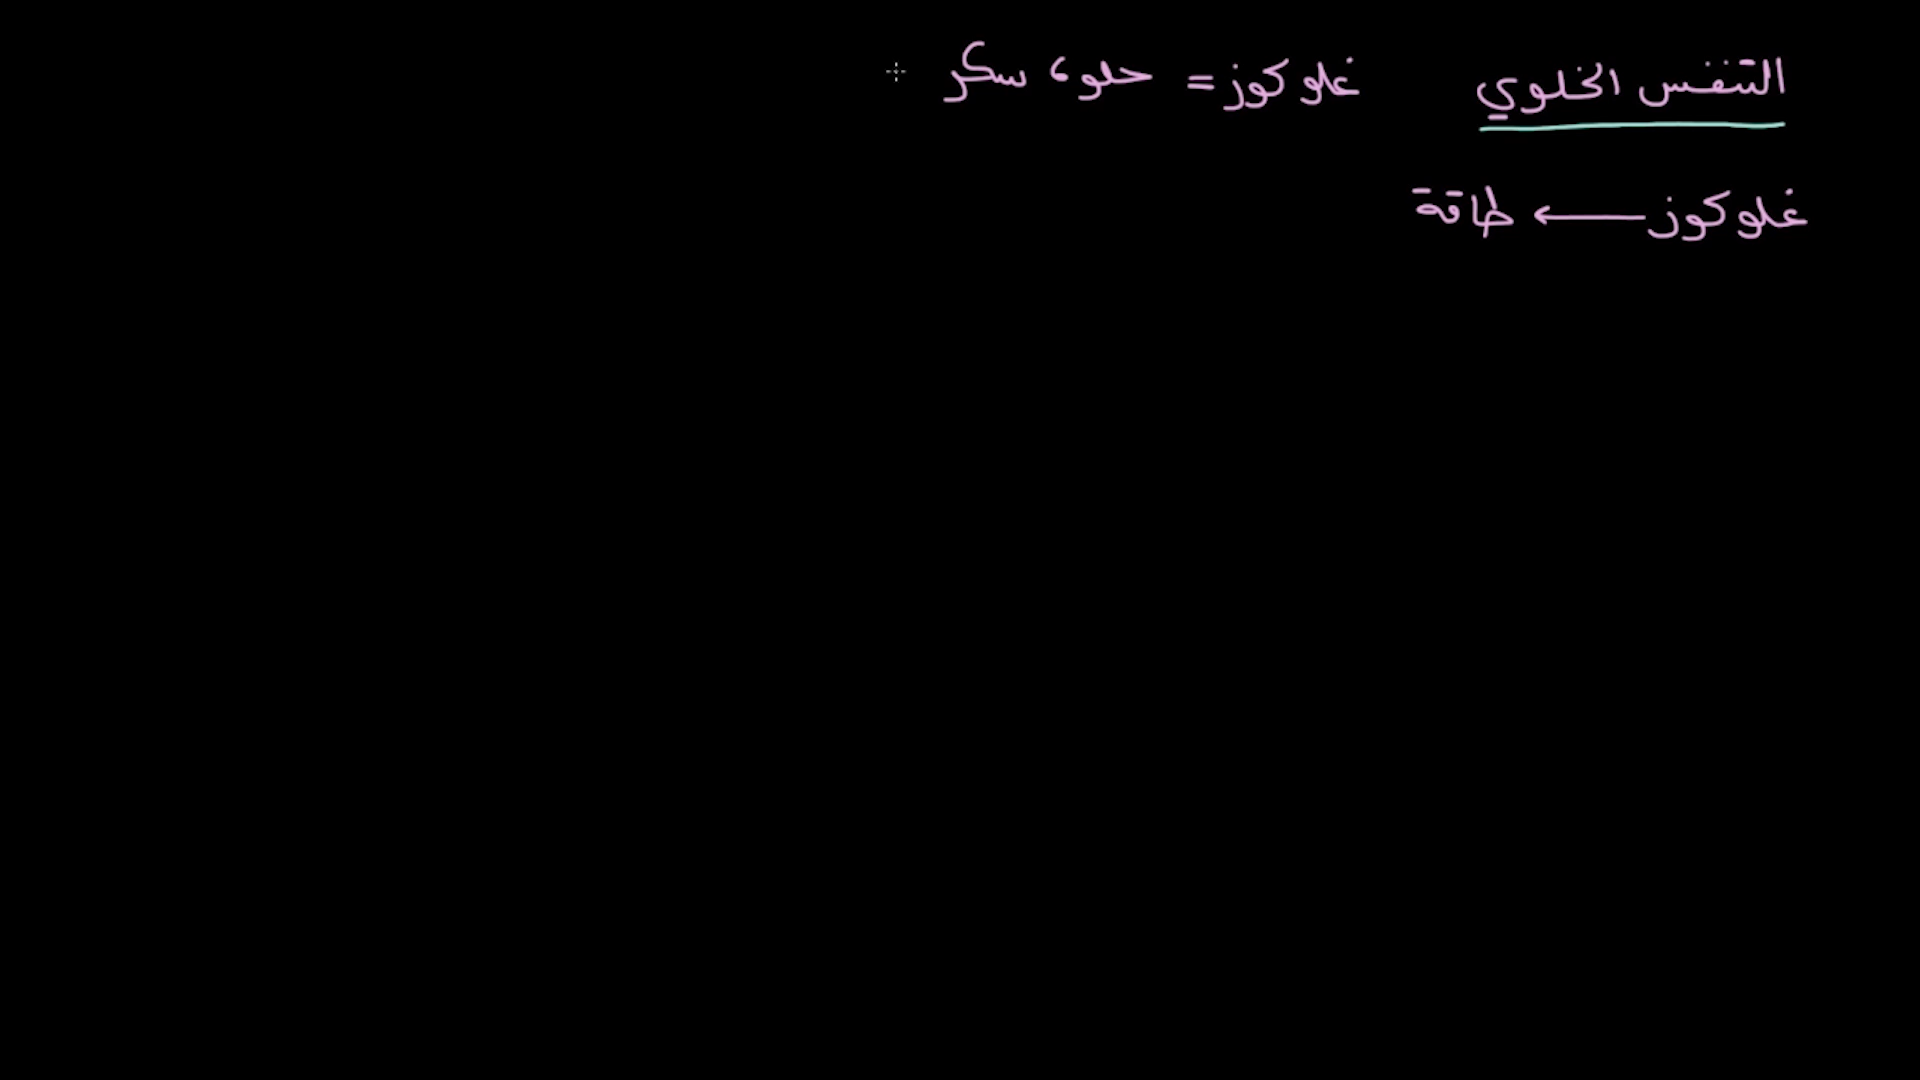 التنفس الخلوي غلوكوز = حلو، سكر
غلوكوز ← طاقة